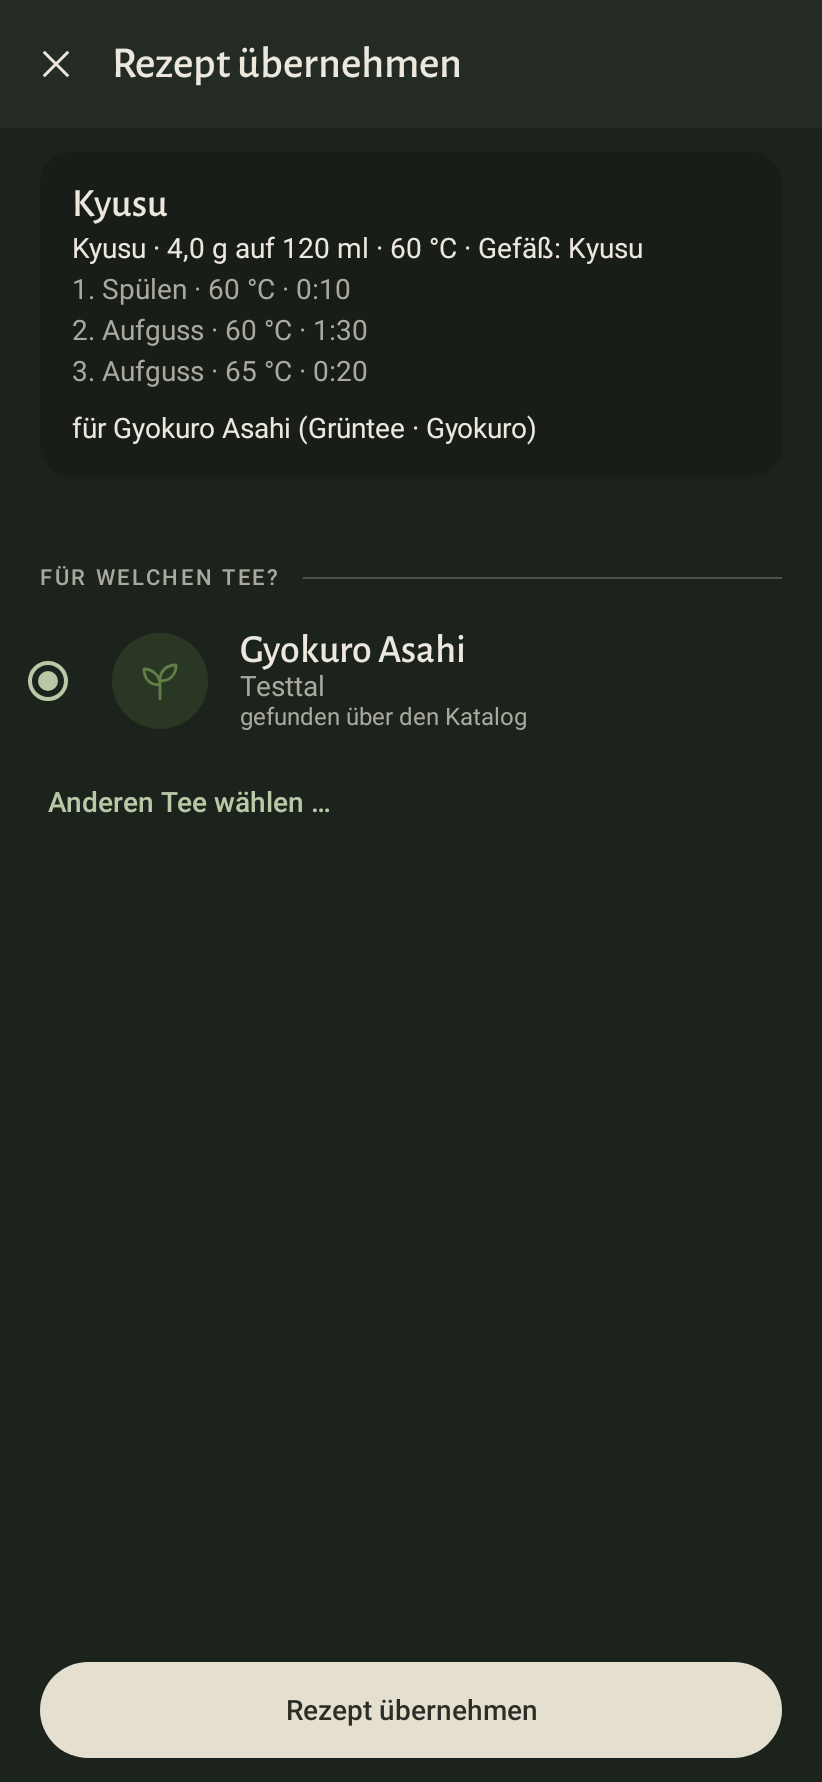 Rezept übernehmen
Kyusu
Kyusu · 4,0 g auf 120 ml · 60 °C · Gefäß: Kyusu
1. Spülen · 60 °C · 0:10
2. Aufguss · 60 °C · 1:30
3. Aufguss · 65 °C · 0:20
für Gyokuro Asahi (Grüntee · Gyokuro)
FÜR WELCHEN TEE?
Gyokuro Asahi
Testtal
gefunden über den Katalog
Anderen Tee wählen …
Rezept übernehmen